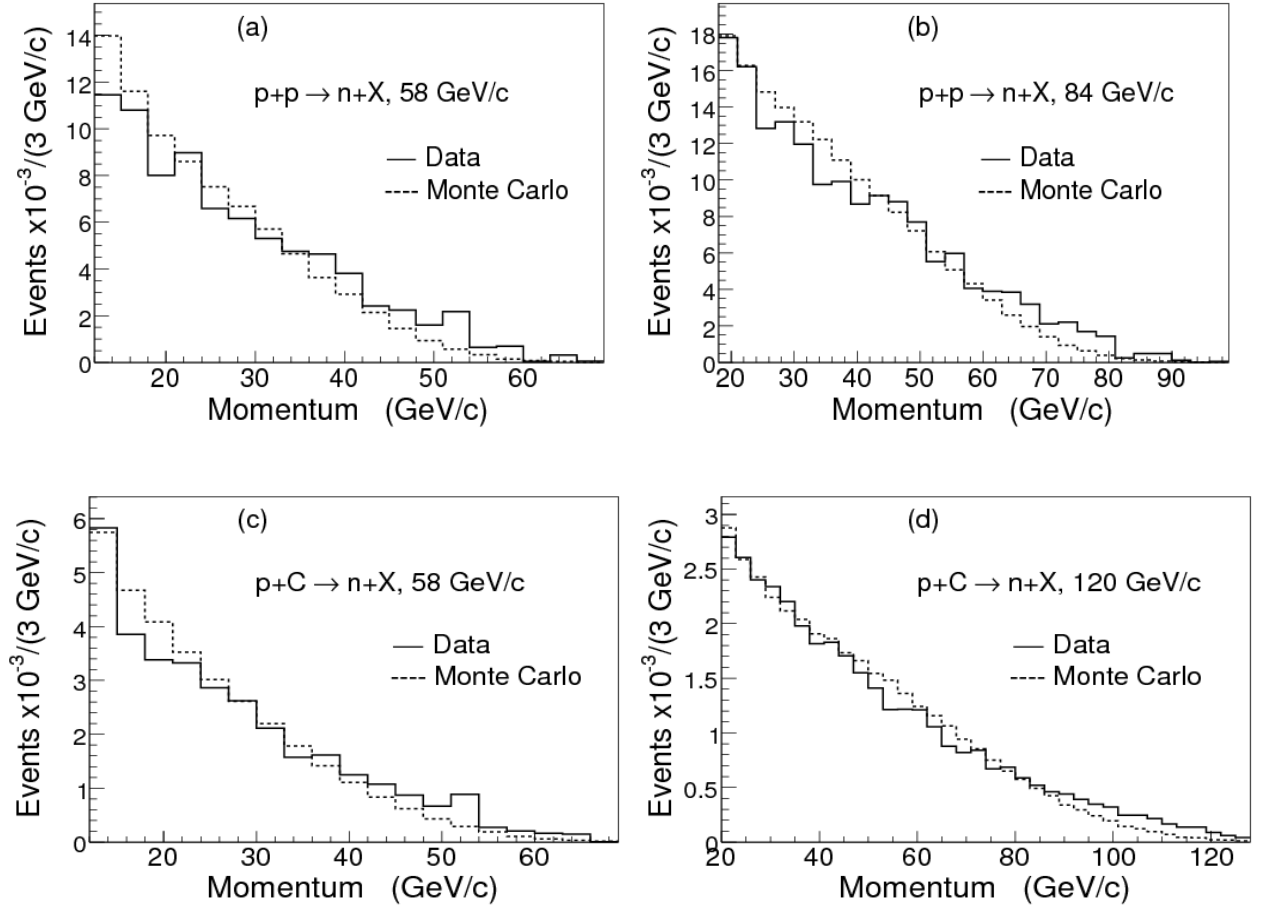 (a)
p+p → n+X, 58 GeV/c
Data
Monte Carlo
Events x10⁻³/(3 GeV/c)
14
12
10
8
6
4
2
0
20 30 40 50 60
Momentum (GeV/c)
(b)
p+p → n+X, 84 GeV/c
Data
Monte Carlo
Events x10⁻³/(3 GeV/c)
18
16
14
12
10
8
6
4
2
0
20 30 40 50 60 70 80 90
Momentum (GeV/c)
(c)
p+C → n+X, 58 GeV/c
Data
Monte Carlo
Events x10⁻³/(3 GeV/c)
6
5
4
3
2
1
0
20 30 40 50 60
Momentum (GeV/c)
(d)
p+C → n+X, 120 GeV/c
Data
Monte Carlo
Events x10⁻³/(3 GeV/c)
3
2.5
2
1.5
1
0.5
0
20 40 60 80 100 120
Momentum (GeV/c)